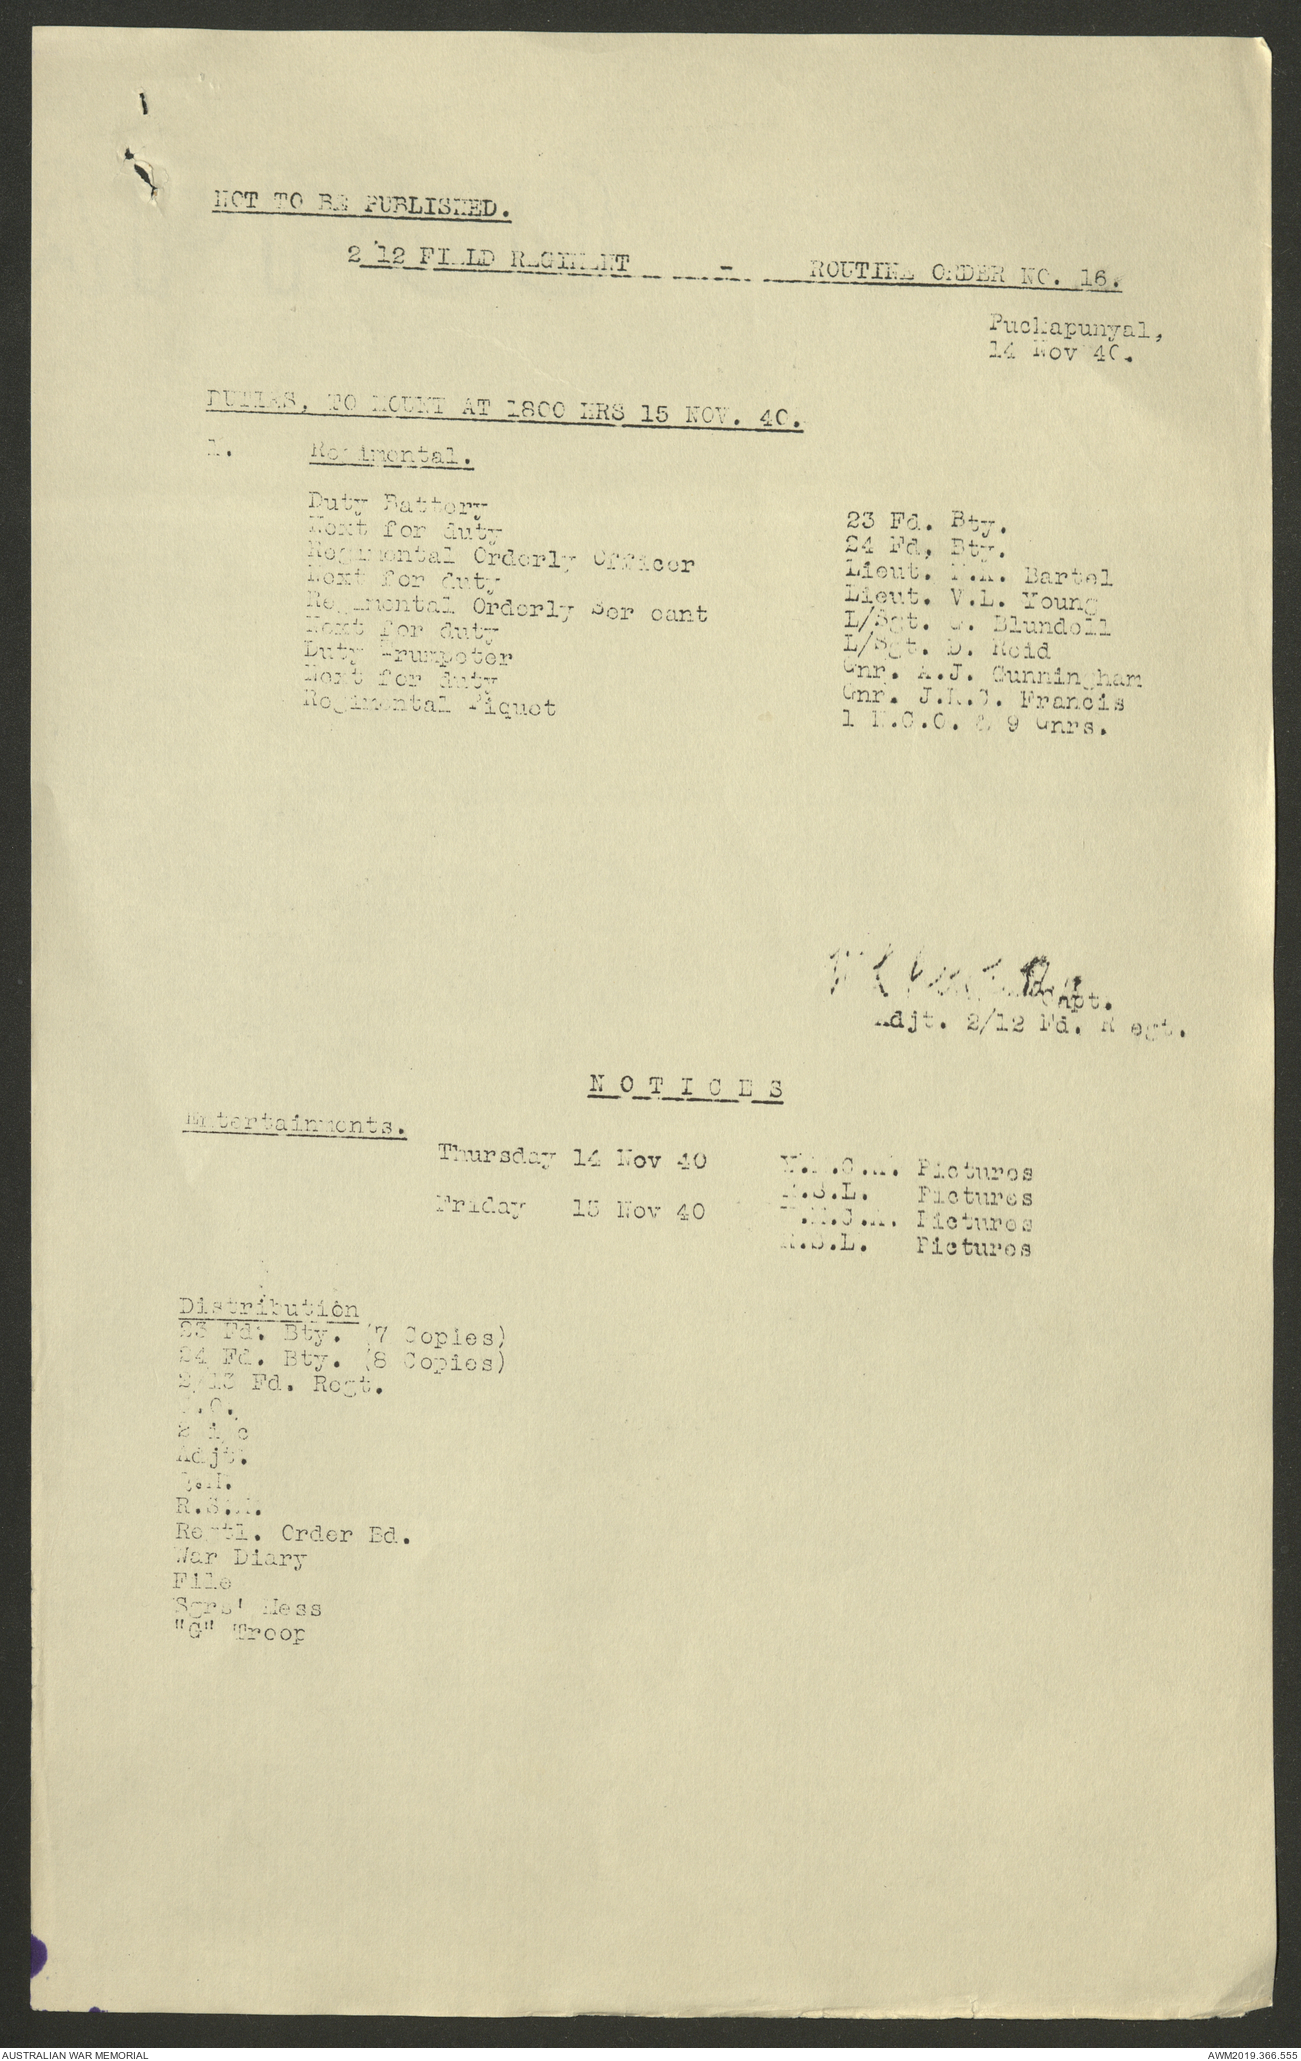 NOT TO BE PUBLISHED.
2/12 FIELD REGIMENT - ROUTINE ORDER NO. 16.
Puckapunyal,
14 Nov 40.
DUTIES, TO MOUNT AT 1800 HRS 15 NOV. 40.
1. Regimental.
Duty Battery 23 Fd. Bty.
Next for duty 24 Fd. Bty.
Regimental Orderly Officer Lieut. Bartel
Next for duty Lieut. V.L. Young
Regimental Orderly Sergeant L/Sgt. G. Blundell
Next for duty L/Sgt. D. Reid
Duty Trumpeter Gnr. A.J. Cunningham
Next for duty Gnr. J.K.C. Francis
Regimental Piquet 1 N.C.O. & 9 Gnrs.
Capt.
Adjt. 2/12 Fd. R egt.
NOTICES
Entertainments.
Thursday 14 Nov 40 Y.M.C.A. Pictures
R.S.L. Pictures
Friday 15 Nov 40 Y.M.C.A. Pictures
R.S.L. Pictures
Distribution
23 Fd. Bty. (7 Copies)
24 Fd. Bty. (8 Copies)
2/13 Fd. Regt.
C.O.
2 i/c
Adjt.
Q.M.
R.S.M.
Regtl. Order Bd.
War Diary
File
Sgrs' Mess
"G" Troop
AUSTRALIAN WAR MEMORIAL
AWM2019.366.555